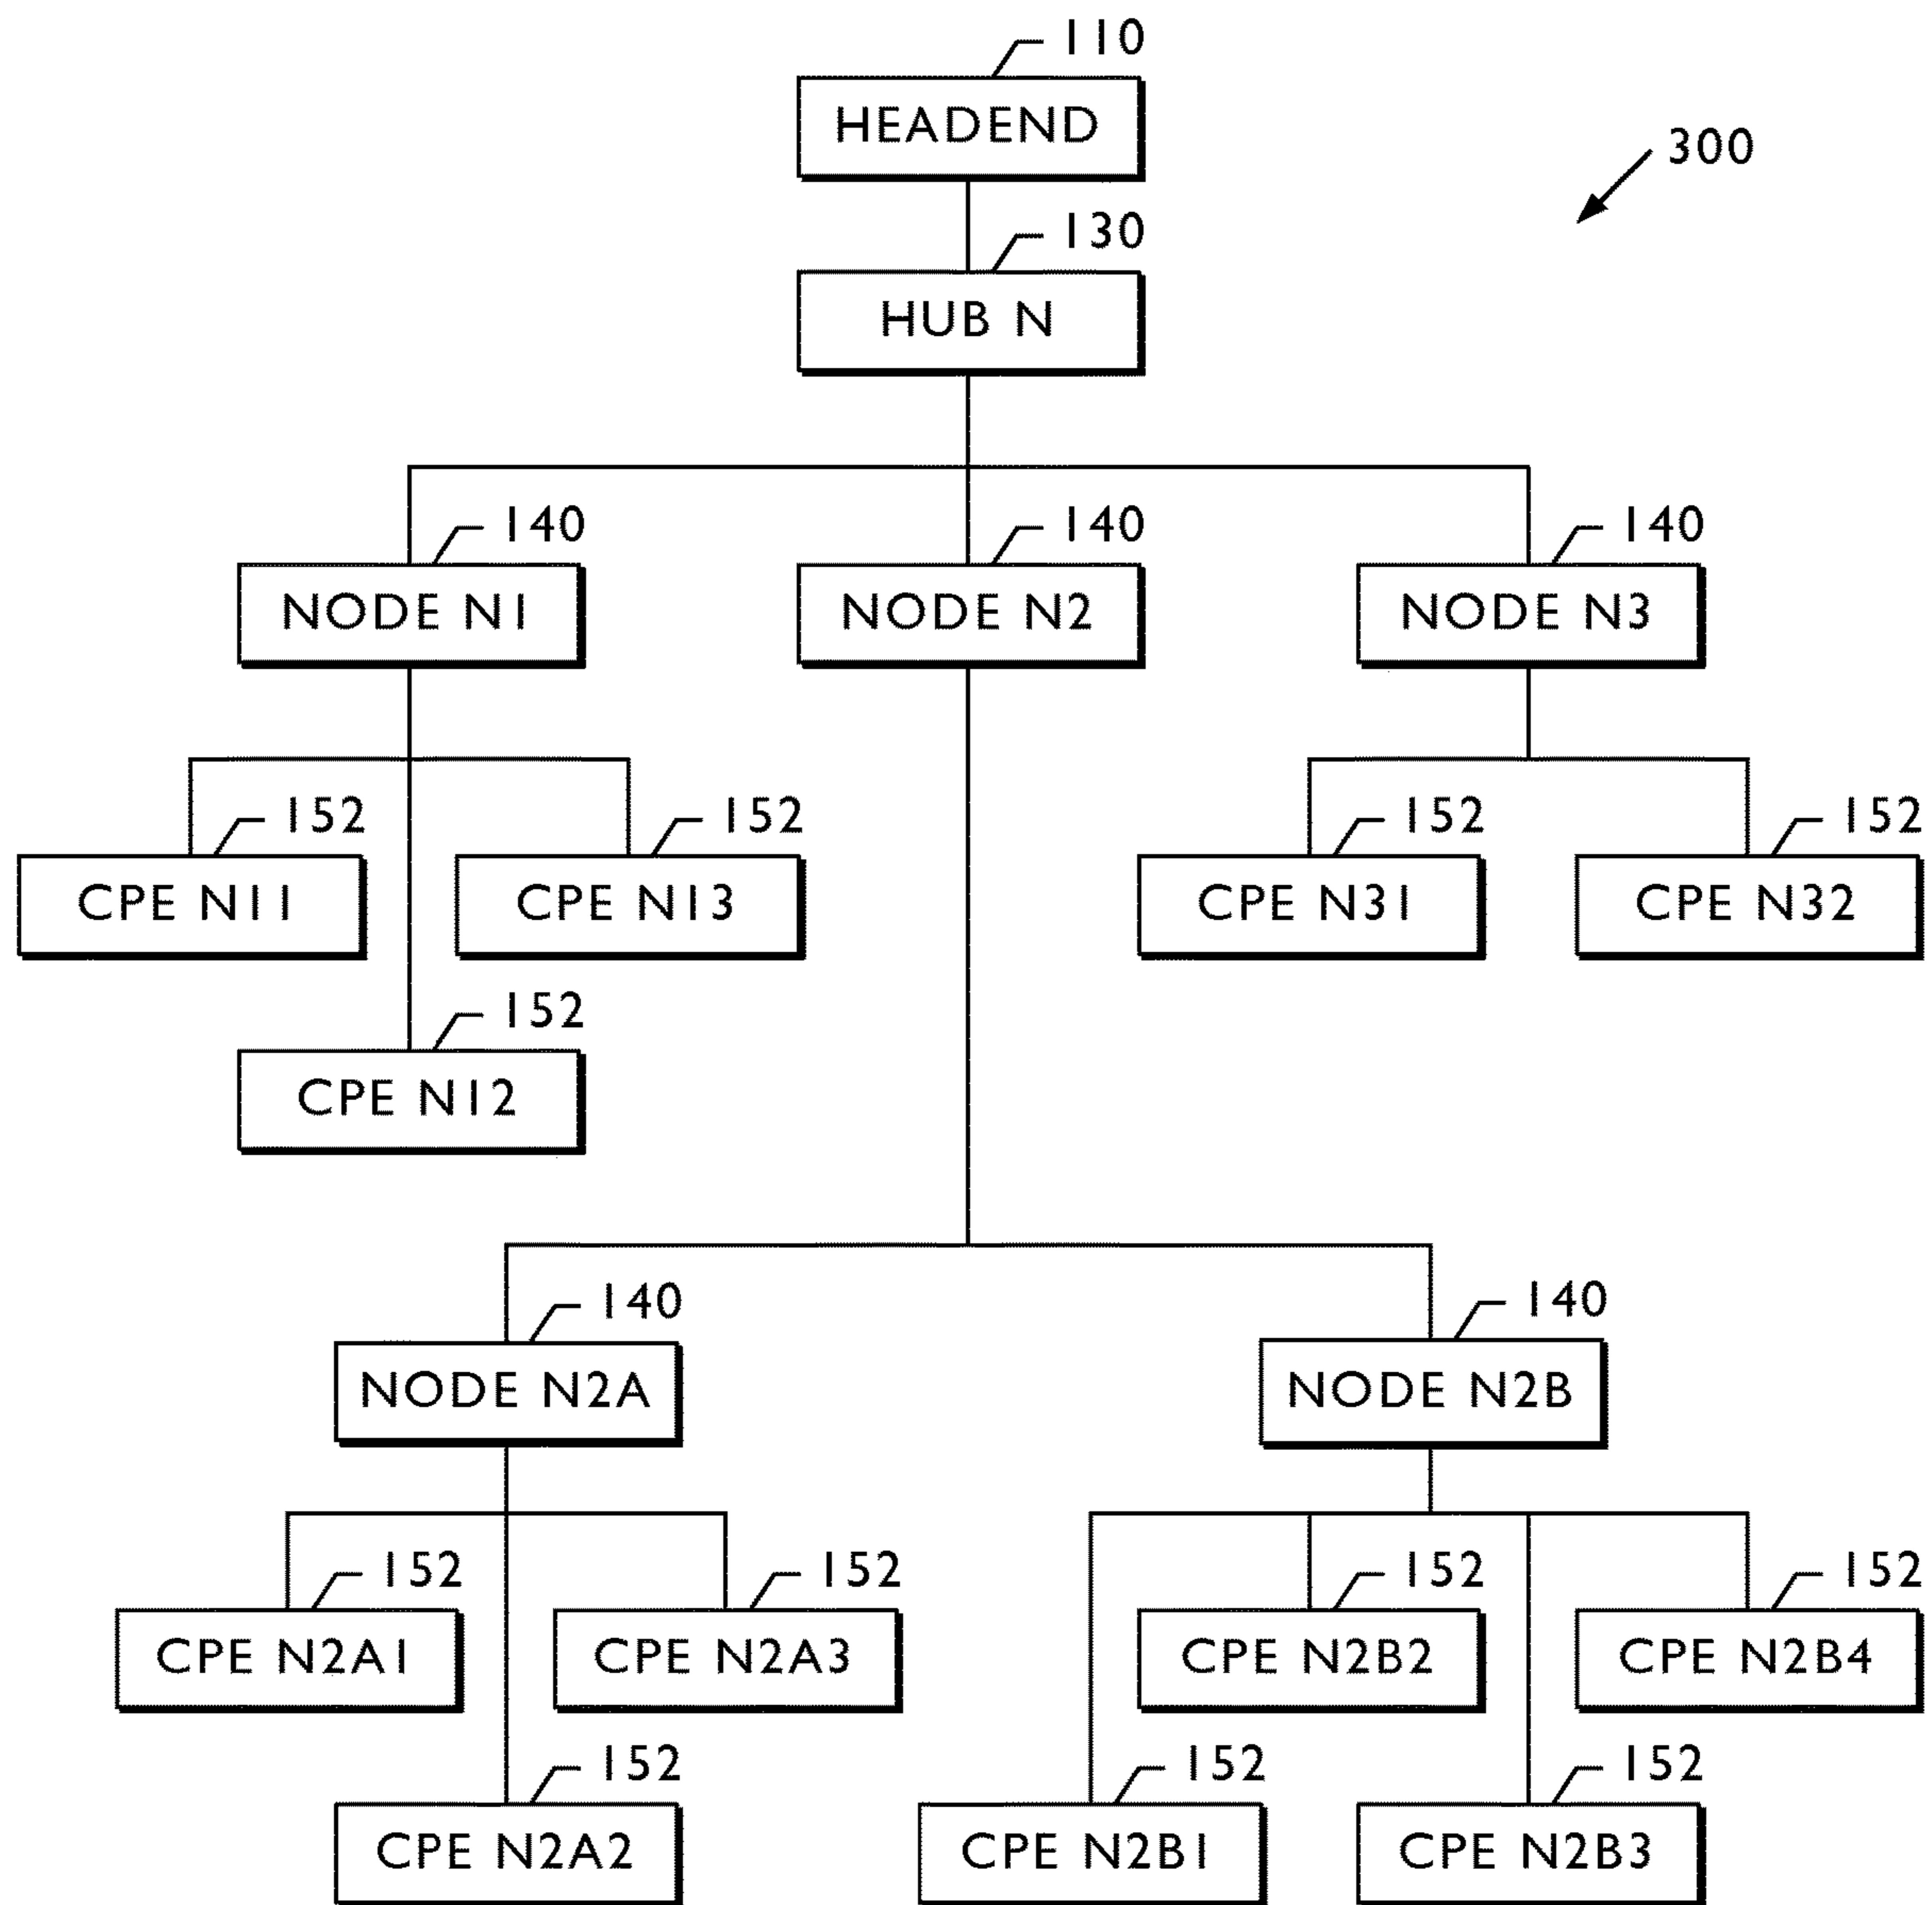 110
HEADEND
300
130
HUB N
140
140
140
NODE N1
NODE N2
NODE N3
152
152
152
152
CPE N11
CPE N13
CPE N31
CPE N32
152
CPE N12
140
140
NODE N2A
NODE N2B
152
152
152
152
CPE N2A1
CPE N2A3
CPE N2B2
CPE N2B4
152
152
152
CPE N2A2
CPE N2B1
CPE N2B3